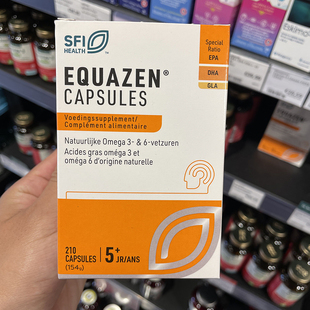 SFI
HEALTH™
Special
Ratio
EPA
DHA
GLA
EQUAZEN®
CAPSULES
Voedingssupplement/
Complément alimentaire
Natuurlijke Omega 3- & 6-vetzuren
Acides gras oméga 3 et
oméga 6 d'origine naturelle
210
CAPSULES
(154g)
5+
JR/ANS